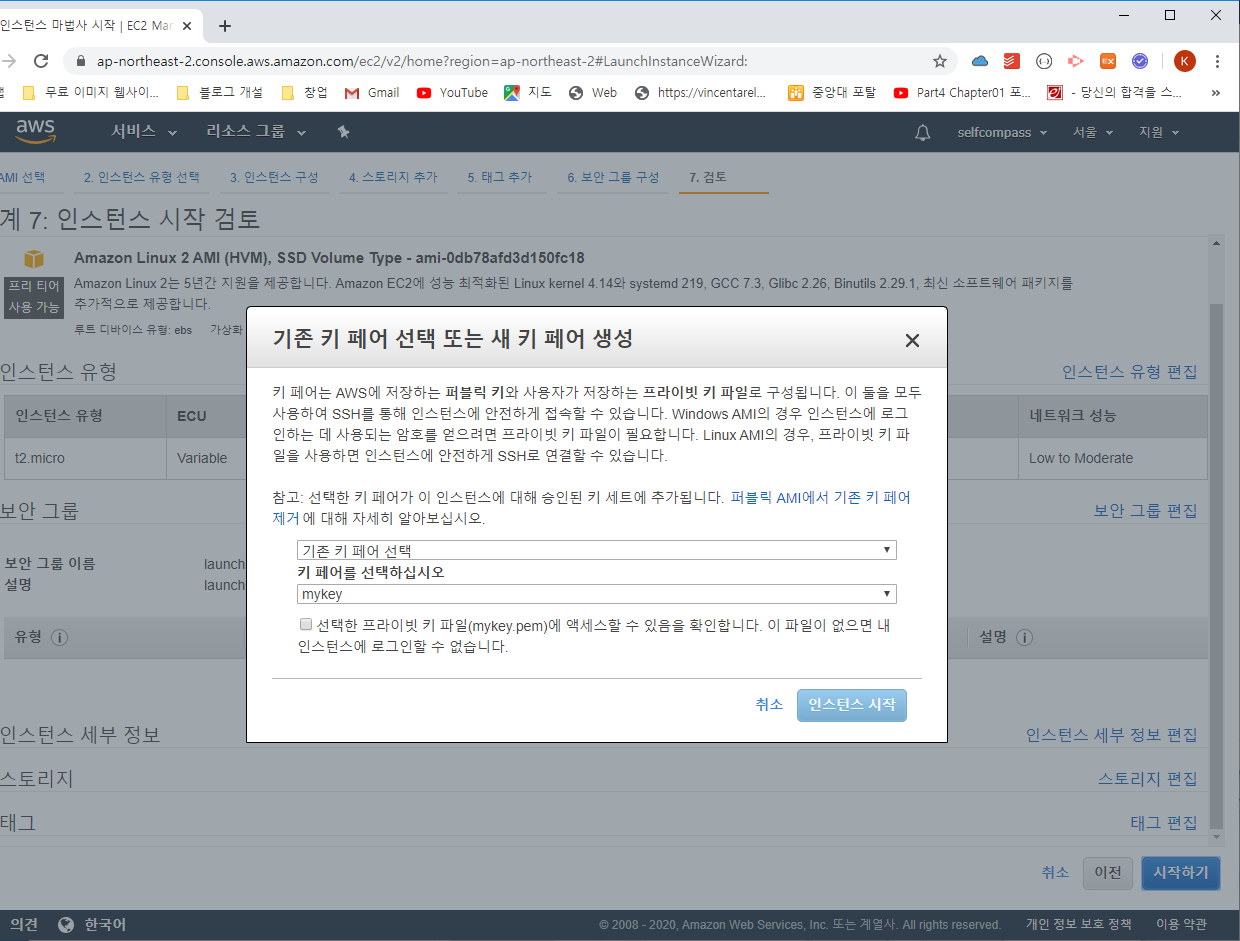 인스턴스 마법사 시작 | EC2 Mar
ap-northeast-2.console.aws.amazon.com/ec2/v2/home?region=ap-northeast-2#LaunchInstanceWizard:
EX
K
무료 이미지 웹사이...
블로그 개설
창업
Gmail
YouTube
지도
Web
https://vincentarel...
중앙대 포탈
Part4 Chapter01 포...
- 당신의 합격을 스...
»
aws
서비스
리소스 그룹
selfcompass
서울
지원
AMI 선택
2. 인스턴스 유형 선택
3. 인스턴스 구성
4. 스토리지 추가
5. 태그 추가
6. 보안 그룹 구성
7. 검토
계 7: 인스턴스 시작 검토
Amazon Linux 2 AMI (HVM), SSD Volume Type - ami-0db78afd3d150fc18
프리 티어
사용 가능
Amazon Linux 2는 5년간 지원을 제공합니다. Amazon EC2에 성능 최적화된 Linux kernel 4.14와 systemd 219, GCC 7.3, Glibc 2.26, Binutils 2.29.1, 최신 소프트웨어 패키지를
추가적으로 제공합니다.
루트 디바이스 유형: ebs 가상화
인스턴스 유형
인스턴스 유형 편집
인스턴스 유형
ECU
네트워크 성능
t2.micro
Variable
Low to Moderate
보안 그룹
보안 그룹 편집
보안 그룹 이름
launch
설명
launch
유형
설명
인스턴스 세부 정보
인스턴스 세부 정보 편집
스토리지
스토리지 편집
태그
태그 편집
기존 키 페어 선택 또는 새 키 페어 생성
키 페어는 AWS에 저장하는 퍼블릭 키와 사용자가 저장하는 프라이빗 키 파일로 구성됩니다. 이 둘을 모두
사용하여 SSH를 통해 인스턴스에 안전하게 접속할 수 있습니다. Windows AMI의 경우 인스턴스에 로그
인하는 데 사용되는 암호를 얻으려면 프라이빗 키 파일이 필요합니다. Linux AMI의 경우, 프라이빗 키 파
일을 사용하면 인스턴스에 안전하게 SSH로 연결할 수 있습니다.
참고: 선택한 키 페어가 이 인스턴스에 대해 승인된 키 세트에 추가됩니다. 퍼블릭 AMI에서 기존 키 페어
제거 에 대해 자세히 알아보십시오.
기존 키 페어 선택
키 페어를 선택하십시오
mykey
선택한 프라이빗 키 파일(mykey.pem)에 액세스할 수 있음을 확인합니다. 이 파일이 없으면 내
인스턴스에 로그인할 수 없습니다.
취소
인스턴스 시작
취소
이전
시작하기
의견
한국어
© 2008 - 2020, Amazon Web Services, Inc. 또는 계열사. All rights reserved.
개인 정보 보호 정책
이용 약관